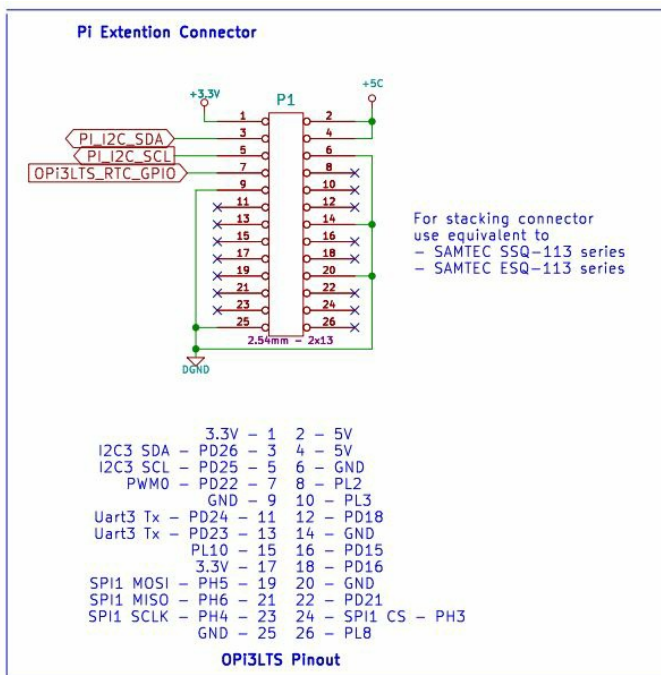 Pi Extention Connector
+3.3V
P1
+5C
1 2
PI_I2C_SDA 3 4
PI_I2C_SCL 5 6
OPi3LTS_RTC_GPIO 7 8
9 10
11 12
13 14
15 16
17 18
19 20
21 22
23 24
25 26
2.54mm - 2x13
DGND
For stacking connector
use equivalent to
- SAMTEC SSQ-113 series
- SAMTEC ESQ-113 series
3.3V - 1 2 - 5V
I2C3 SDA - PD26 - 3 4 - 5V
I2C3 SCL - PD25 - 5 6 - GND
PWM0 - PD22 - 7 8 - PL2
GND - 9 10 - PL3
Uart3 Tx - PD24 - 11 12 - PD18
Uart3 Tx - PD23 - 13 14 - GND
PL10 - 15 16 - PD15
3.3V - 17 18 - PD16
SPI1 MOSI - PH5 - 19 20 - GND
SPI1 MISO - PH6 - 21 22 - PD21
SPI1 SCLK - PH4 - 23 24 - SPI1 CS - PH3
GND - 25 26 - PL8
OPi3LTS Pinout